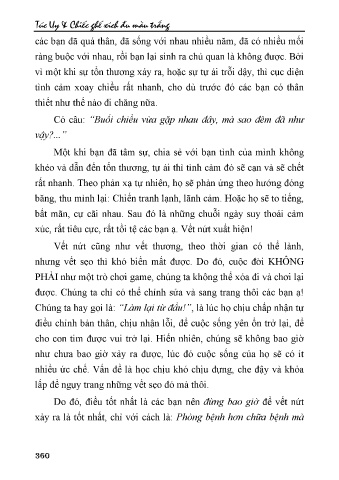 Túc Uy & Chiếc ghế xích đu màu trắng
các bạn đã quá thân, đã sống với nhau nhiều năm, đã có nhiều mối
ràng buộc với nhau, rồi bạn lại sinh ra chủ quan là không được. Bởi
vì một khi sự tổn thương xảy ra, hoặc sự tự ái trỗi dậy, thì cục diện
tình cảm xoay chiều rất nhanh, cho dù trước đó các bạn có thân
thiết như thế nào đi chăng nữa.
Có câu: “Buổi chiều vừa gặp nhau đây, mà sao đêm đã như
vậy?...”
Một khi bạn đã tâm sự, chia sẻ với bạn tình của mình không
khéo và dẫn đến tổn thương, tự ái thì tình cảm đó sẽ cạn và sẽ chết
rất nhanh. Theo phản xạ tự nhiên, họ sẽ phản ứng theo hướng đóng
băng, thu mình lại: Chiến tranh lạnh, lãnh cảm. Hoặc họ sẽ to tiếng,
bất mãn, cự cãi nhau. Sau đó là những chuỗi ngày suy thoái cảm
xúc, rất tiêu cực, rất tồi tệ các bạn ạ. Vết nứt xuất hiện!
Vết nứt cũng như vết thương, theo thời gian có thể lành,
nhưng vết sẹo thì khó biến mất được. Do đó, cuộc đời KHÔNG
PHẢI như một trò chơi game, chúng ta không thể xóa đi và chơi lại
được. Chúng ta chỉ có thể chỉnh sửa và sang trang thôi các bạn ạ!
Chúng ta hay gọi là: “Làm lại từ đầu!”, là lúc họ chịu chấp nhận tự
điều chỉnh bản thân, chịu nhận lỗi, để cuộc sống yên ổn trở lại, để
cho con tim được vui trở lại. Hiển nhiên, chúng sẽ không bao giờ
như chưa bao giờ xảy ra được, lúc đó cuộc sống của họ sẽ có ít
nhiều ức chế. Vấn đề là học chịu khó chịu đựng, che đậy và khỏa
lấp để ngụy trang những vết sẹo đó mà thôi.
Do đó, điều tốt nhất là các bạn nên đừng bao giờ để vết nứt
xảy ra là tốt nhất, chỉ với cách là: Phòng bệnh hơn chữa bệnh mà
360